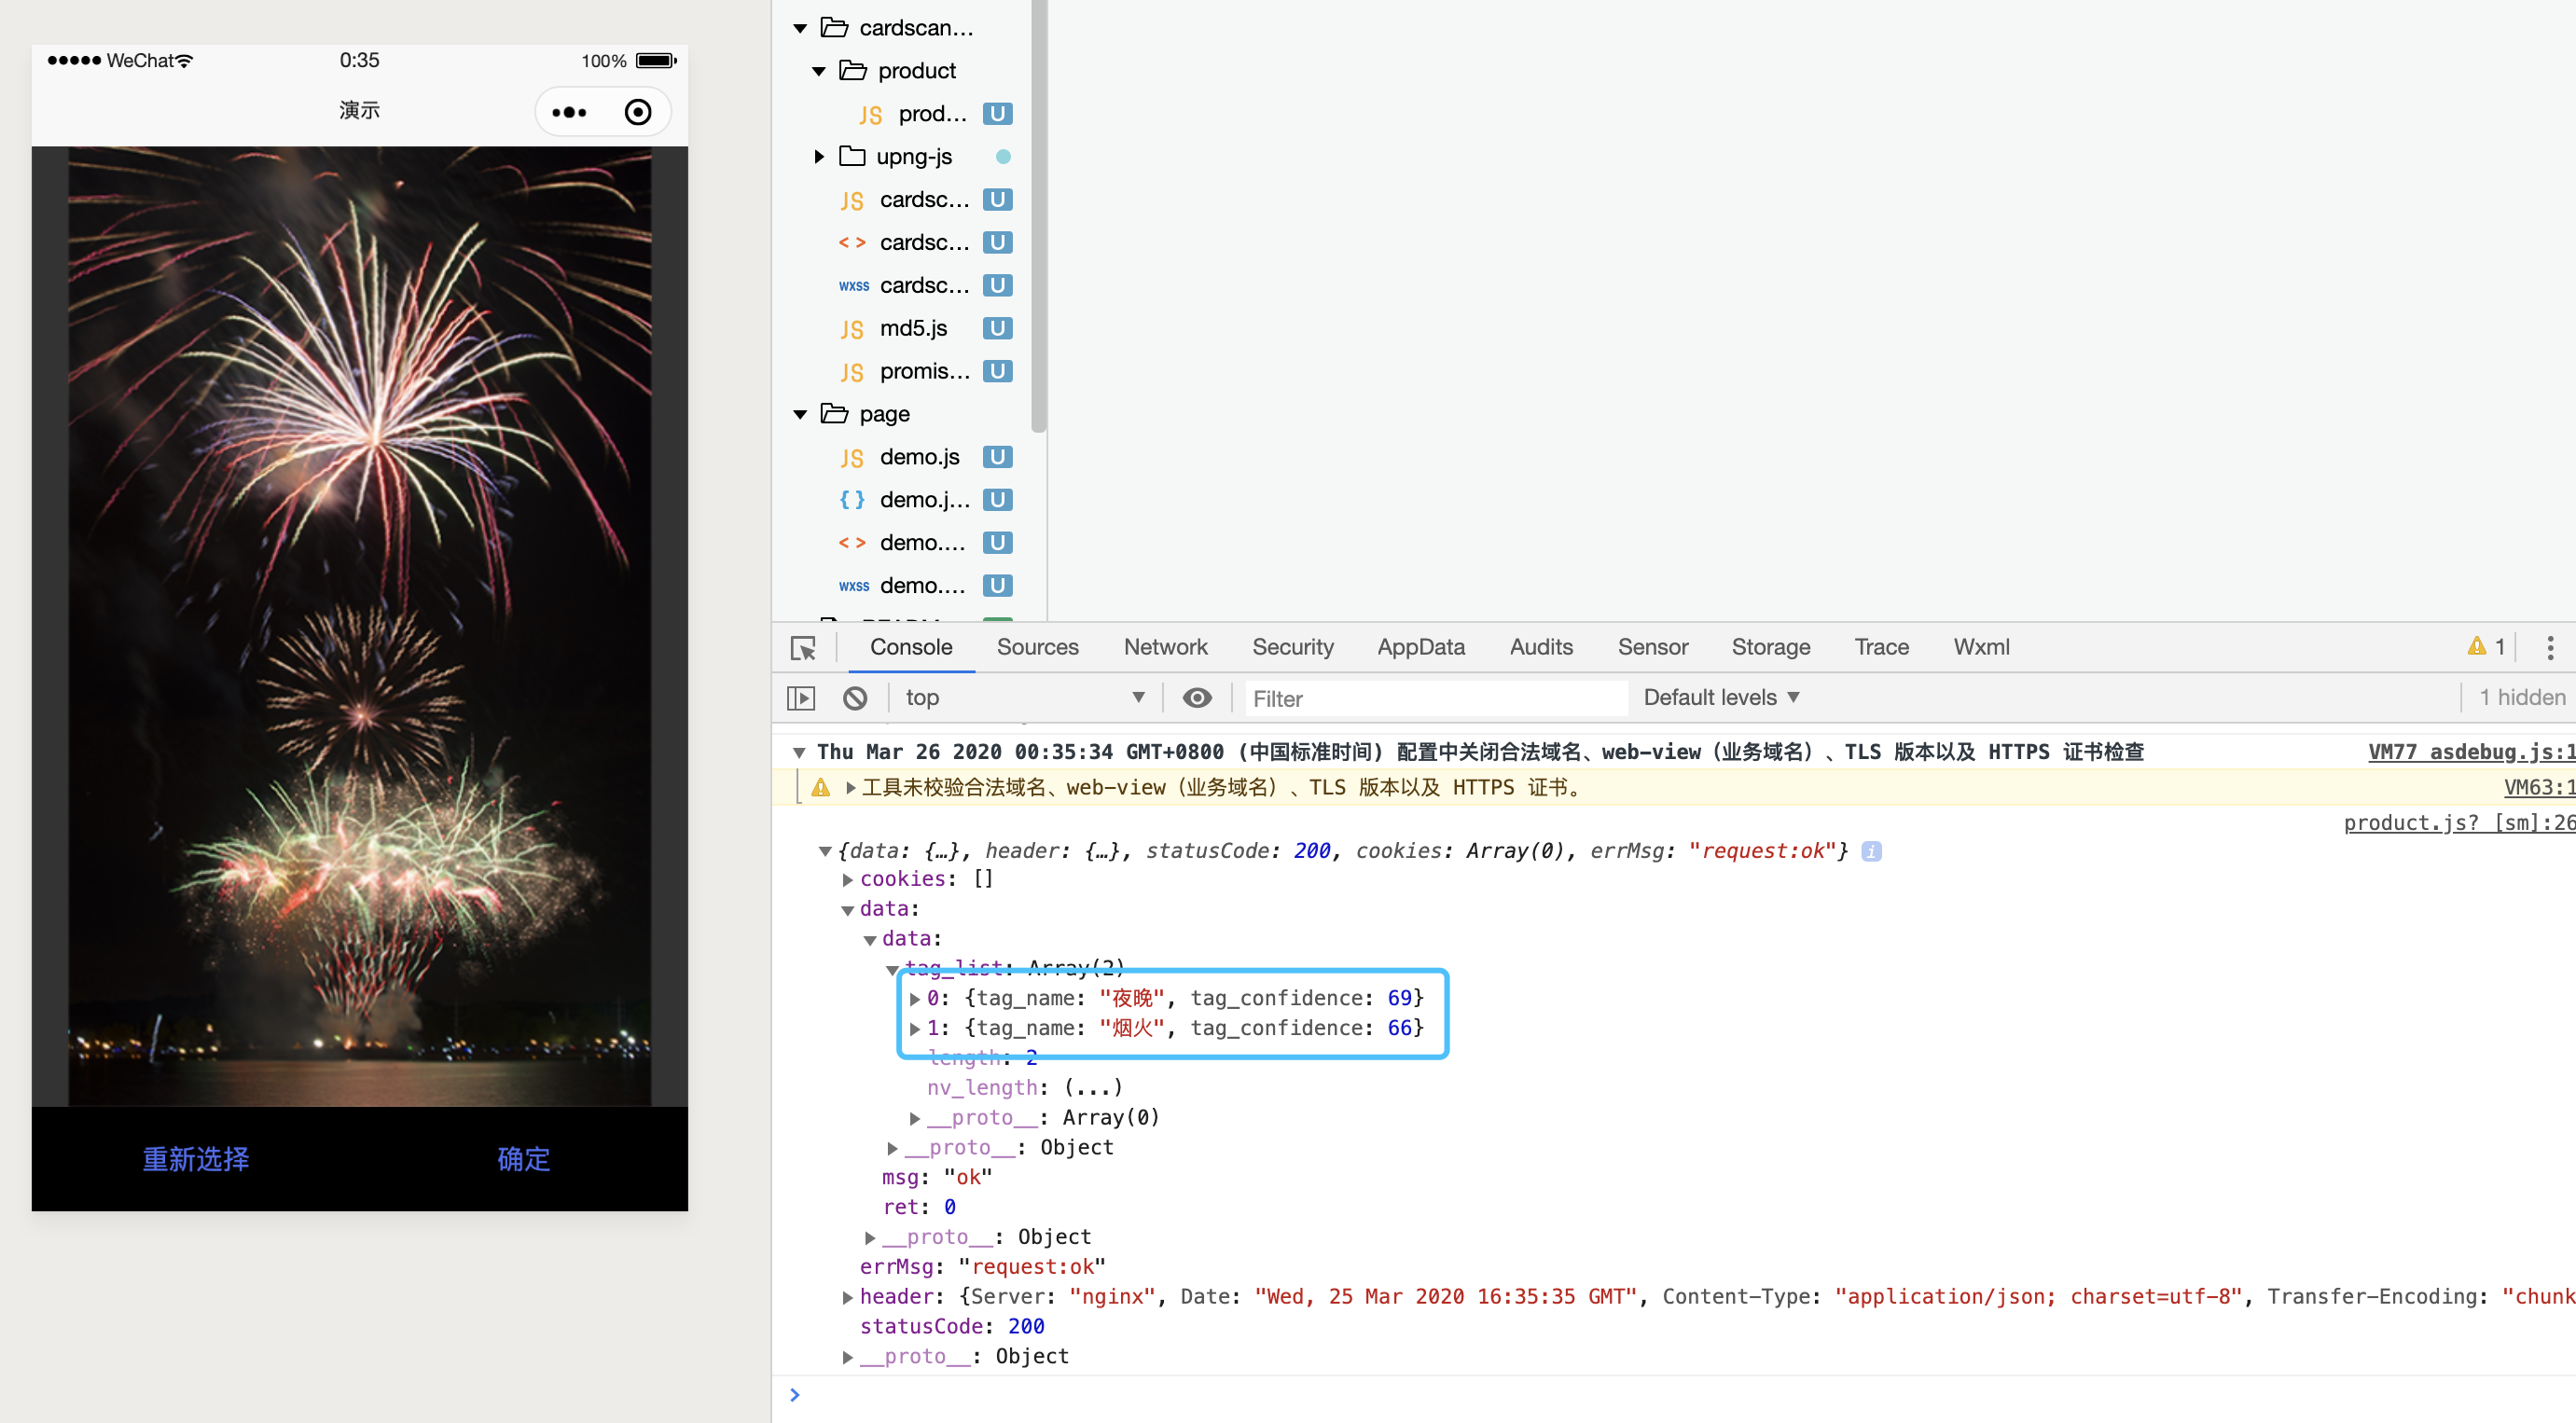 WeChat 0:35 100%
演示
重新选择 确定
cardscan...
product
JS prod... U
upng-js
JS cardsc... U
< > cardsc... U
wxss cardsc... U
JS md5.js U
JS promis... U
page
JS demo.js U
{ } demo.j... U
< > demo.... U
wxss demo.... U
Console Sources Network Security AppData Audits Sensor Storage Trace Wxml 1
top Filter Default levels 1 hidden
Thu Mar 26 2020 00:35:34 GMT+0800 (中国标准时间) 配置中关闭合法域名、web-view（业务域名）、TLS 版本以及 HTTPS 证书检查 VM77 asdebug.js:1
工具未校验合法域名、web-view（业务域名）、TLS 版本以及 HTTPS 证书。 VM63:1
product.js? [sm]:26
{data: {…}, header: {…}, statusCode: 200, cookies: Array(0), errMsg: "request:ok"} i
cookies: []
data:
data:
tag_list: Array(2)
0: {tag_name: "夜晚", tag_confidence: 69}
1: {tag_name: "烟火", tag_confidence: 66}
length: 2
nv_length: (...)
__proto__: Array(0)
__proto__: Object
msg: "ok"
ret: 0
__proto__: Object
errMsg: "request:ok"
header: {Server: "nginx", Date: "Wed, 25 Mar 2020 16:35:35 GMT", Content-Type: "application/json; charset=utf-8", Transfer-Encoding: "chunk
statusCode: 200
__proto__: Object